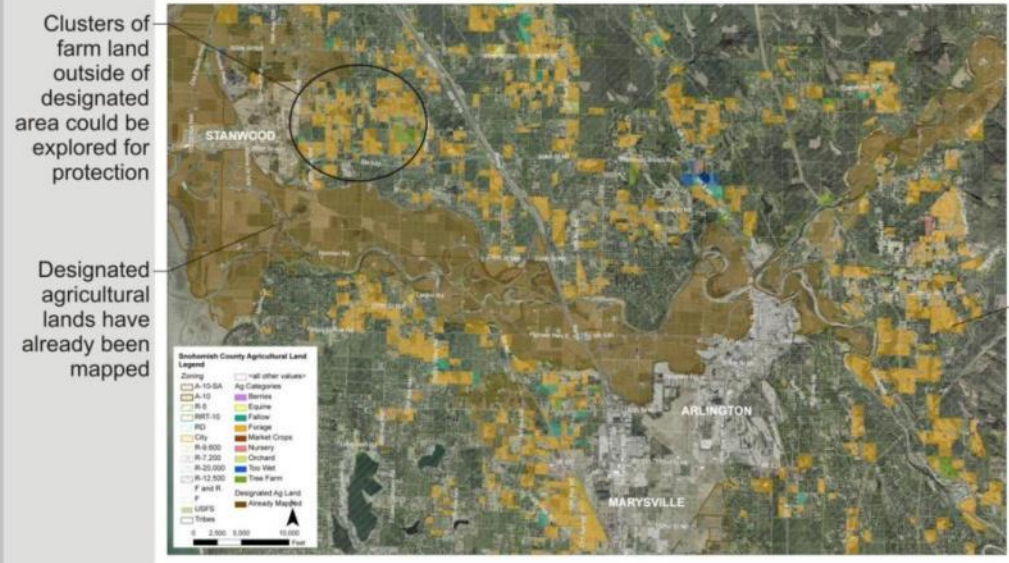 Clusters of
farm land
outside of
designated
area could be
explored for
protection
Designated
agricultural
lands have
already been
mapped
STANWOOD
ARLINGTON
MARYSVILLE
Snohomish County Agricultural Land
Legend
Zoning
A-10-SA
A-10
R-5
RRT-10
RD
City
R-9,600
R-7,200
R-20,000
R-12,500
F and R
F
USFS
Tribes
<all other values>
Ag Categories
Berries
Equine
Fallow
Forage
Market Crops
Nursery
Orchard
Too Wet
Tree Farm
Designated Ag Land
Already Mapped
0 2,500 5,000 10,000
Feet